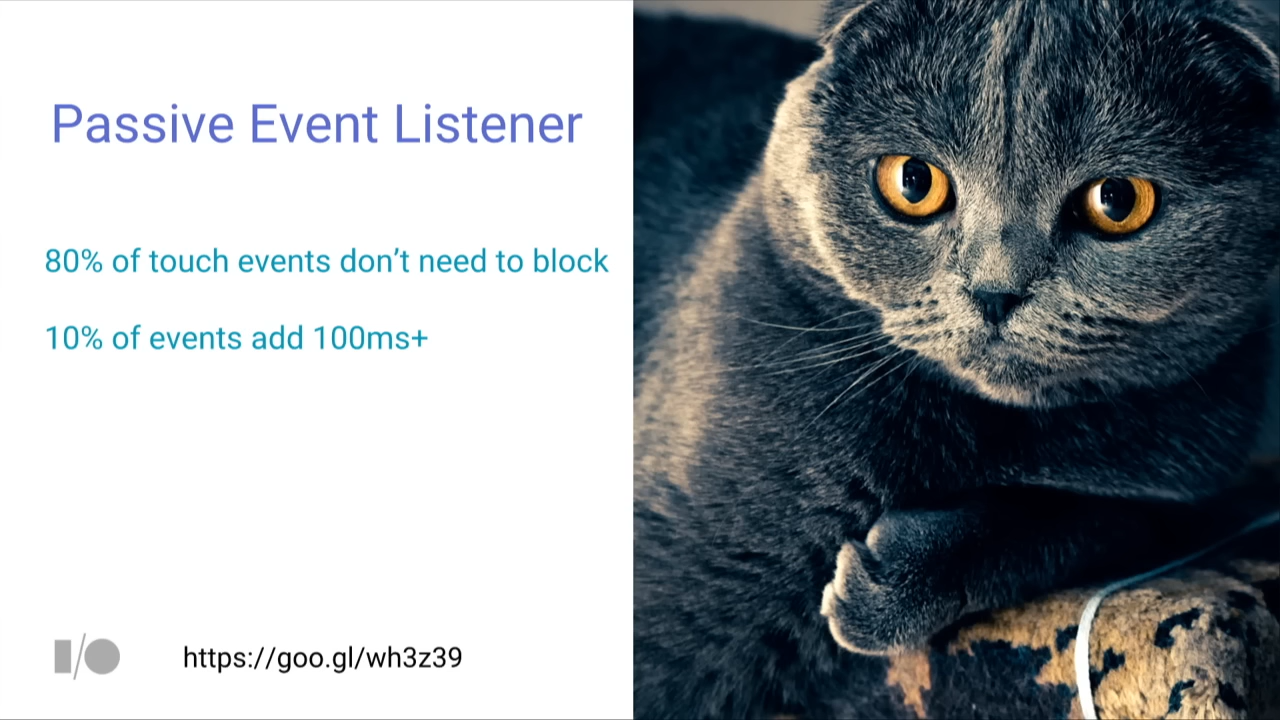 Passive Event Listener
80% of touch events don’t need to block
10% of events add 100ms+
I/O
https://goo.gl/wh3z39